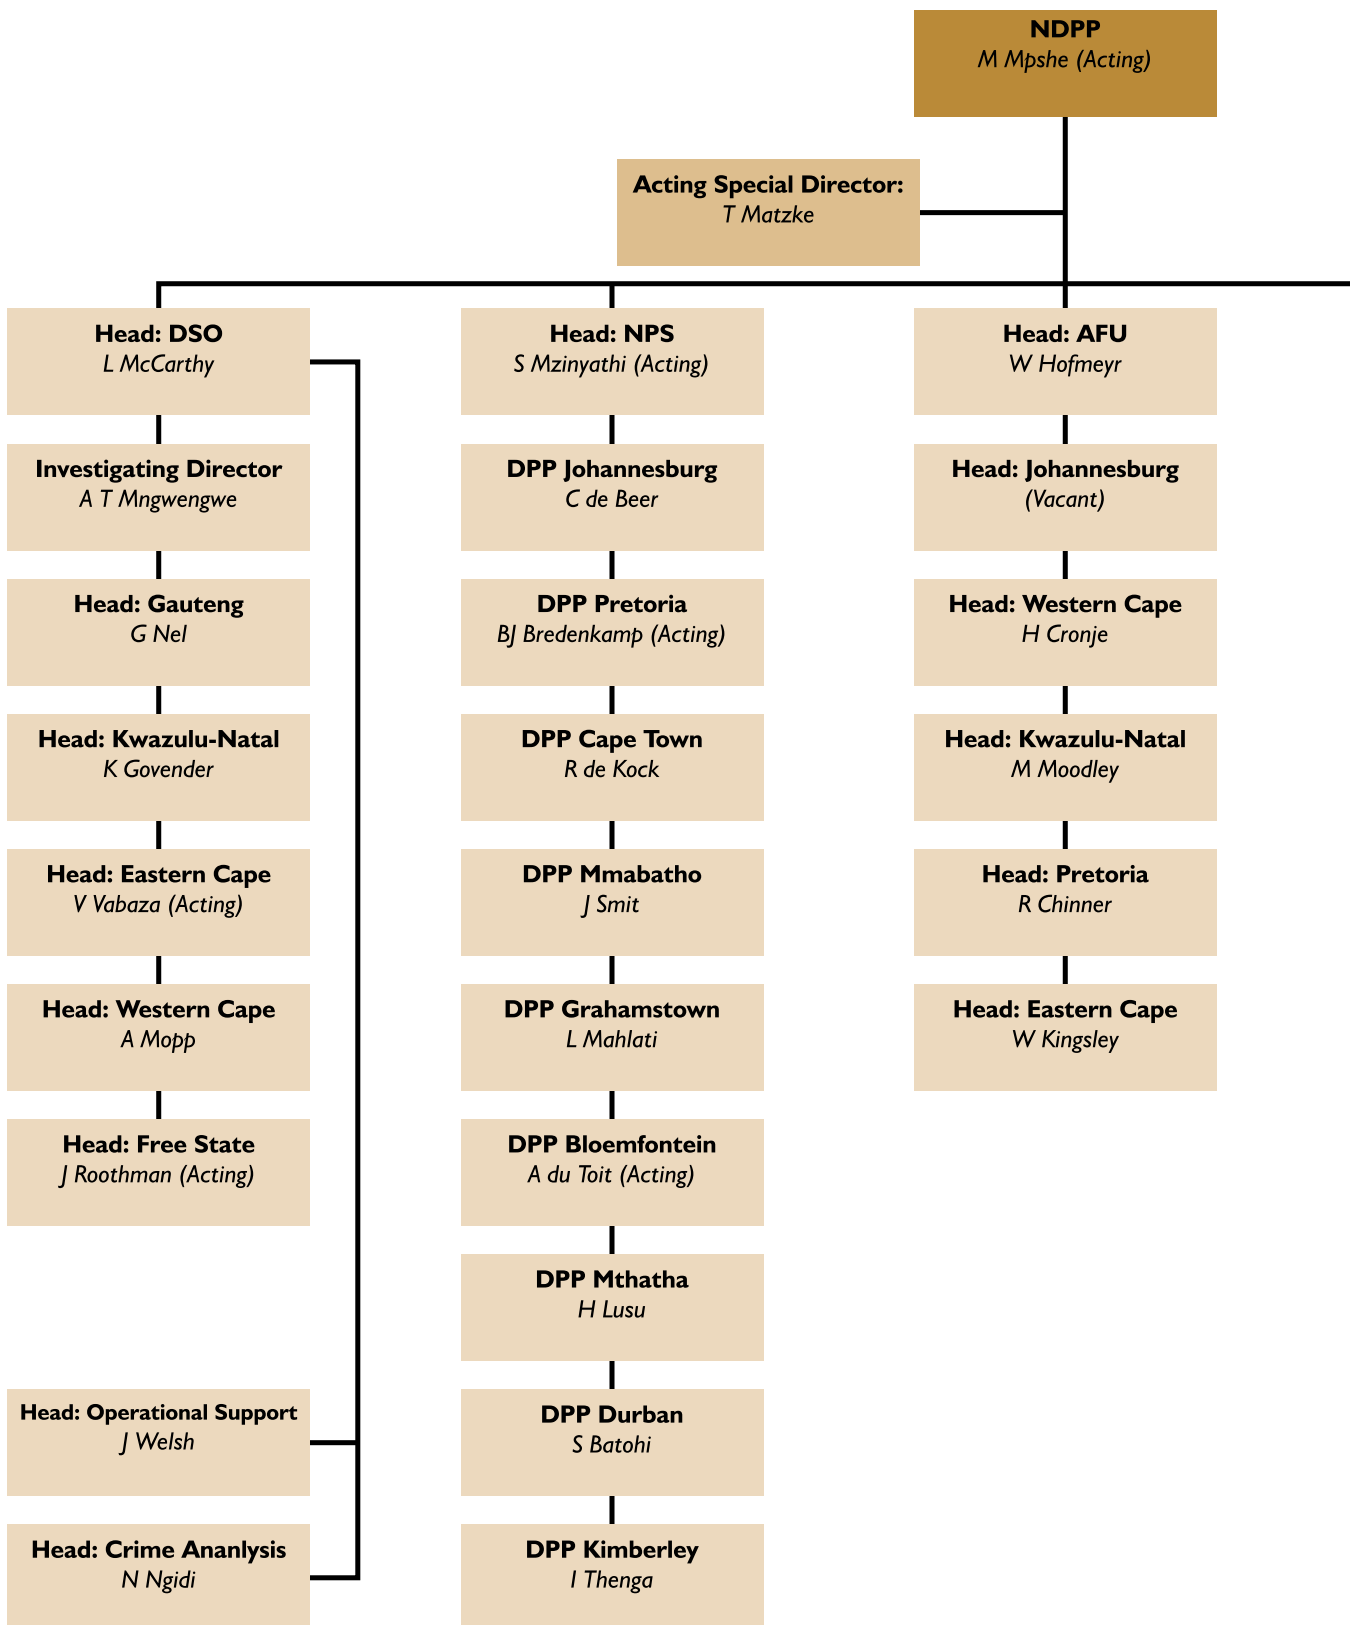 NDPP
M Mpshe (Acting)
Acting Special Director:
T Matzke
Head: DSO
L McCarthy
Investigating Director
A T Mngwengwe
Head: Gauteng
G Nel
Head: Kwazulu-Natal
K Govender
Head: Eastern Cape
V Vabaza (Acting)
Head: Western Cape
A Mopp
Head: Free State
J Roothman (Acting)
Head: Operational Support
J Welsh
Head: Crime Ananlysis
N Ngidi
Head: NPS
S Mzinyathi (Acting)
DPP Johannesburg
C de Beer
DPP Pretoria
BJ Bredenkamp (Acting)
DPP Cape Town
R de Kock
DPP Mmabatho
J Smit
DPP Grahamstown
L Mahlati
DPP Bloemfontein
A du Toit (Acting)
DPP Mthatha
H Lusu
DPP Durban
S Batohi
DPP Kimberley
I Thenga
Head: AFU
W Hofmeyr
Head: Johannesburg
(Vacant)
Head: Western Cape
H Cronje
Head: Kwazulu-Natal
M Moodley
Head: Pretoria
R Chinner
Head: Eastern Cape
W Kingsley